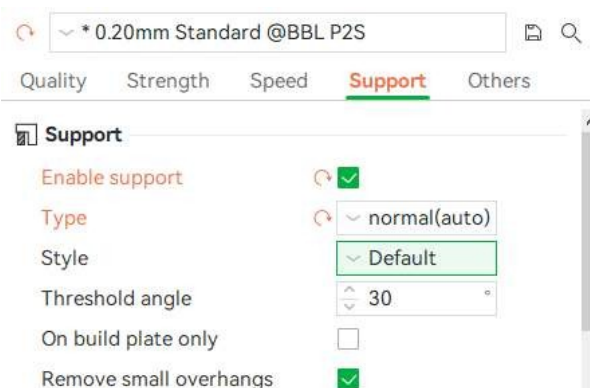 * 0.20mm Standard @BBL P2S
Quality Strength Speed Support Others
Support
Enable support
Type normal(auto)
Style Default
Threshold angle 30 °
On build plate only
Remove small overhangs